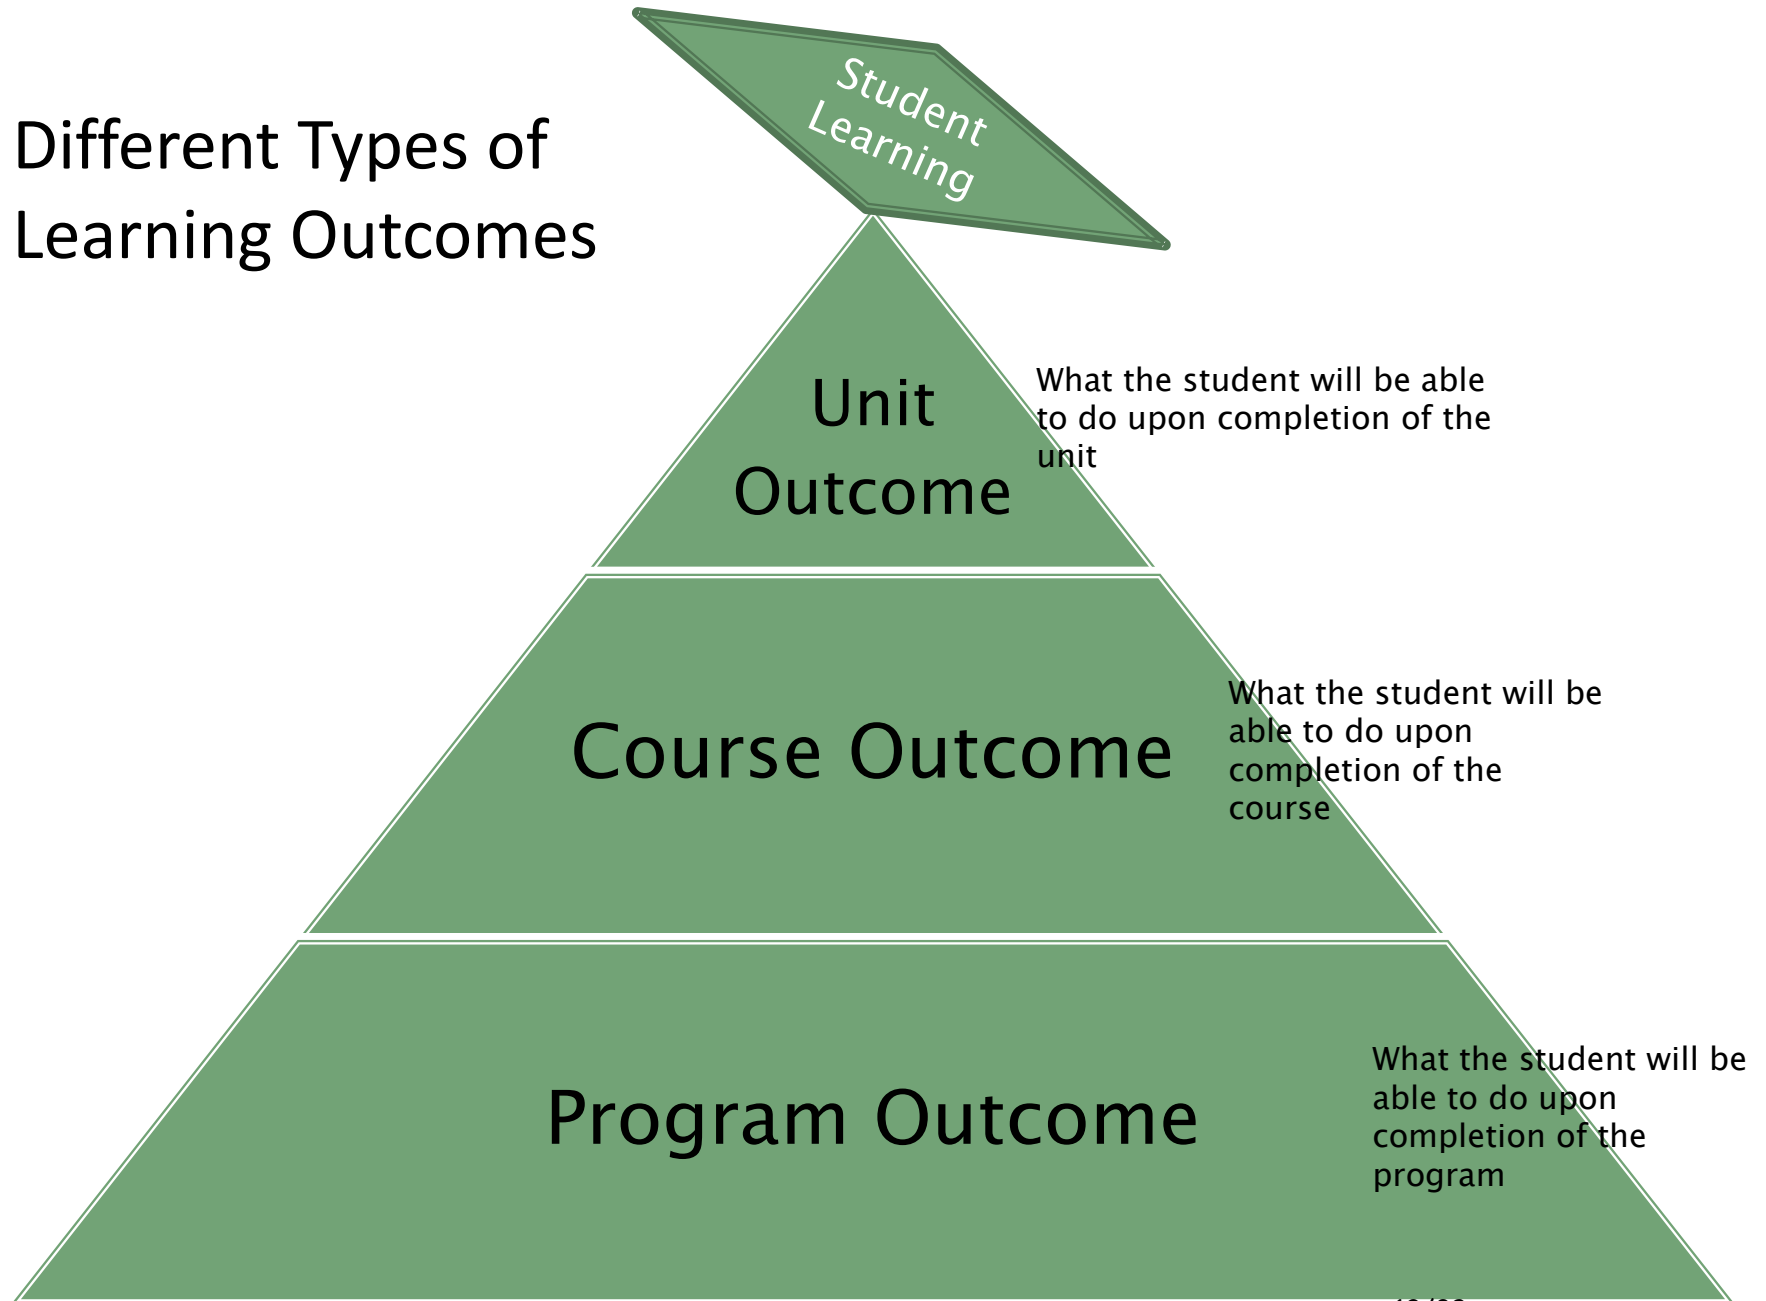 Different Types of
Learning Outcomes
Student
Learning
Unit
Outcome
What the student will be able
to do upon completion of the
unit
Course Outcome
What the student will be
able to do upon
completion of the
course
Program Outcome
What the student will be
able to do upon
completion of the
program